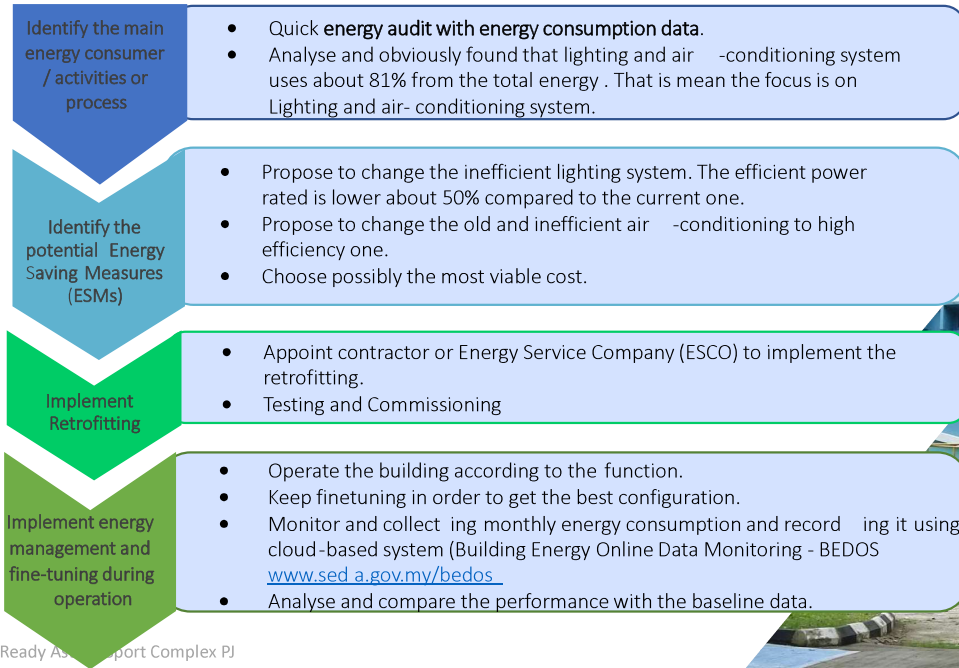 Identify the main
energy consumer
/ activities or
process
• Quick energy audit with energy consumption data.
• Analyse and obviously found that lighting and air -conditioning system
uses about 81% from the total energy . That is mean the focus is on
Lighting and air- conditioning system.
Identify the
potential Energy
Saving Measures
(ESMs)
• Propose to change the inefficient lighting system. The efficient power
rated is lower about 50% compared to the current one.
• Propose to change the old and inefficient air -conditioning to high
efficiency one.
• Choose possibly the most viable cost.
Implement
Retrofitting
• Appoint contractor or Energy Service Company (ESCO) to implement the
retrofitting.
• Testing and Commissioning
Implement energy
management and
fine-tuning during
operation
• Operate the building according to the function.
• Keep finetuning in order to get the best configuration.
• Monitor and collect ing monthly energy consumption and record ing it using
cloud-based system (Building Energy Online Data Monitoring - BEDOS
www.sed a.gov.my/bedos
• Analyse and compare the performance with the baseline data.
Ready port Complex PJ